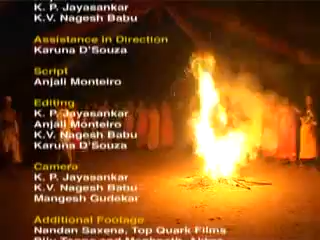 K. P. Jayasankar
K.V. Nagesh Babu
Assistance in Direction
Karuna D'Souza
Script
Anjali Monteiro
Editing
K. P. Jayasankar
Anjali Monteiro
K.V. Nagesh Babu
Karuna D'Souza
Camera
K. P. Jayasankar
K.V. Nagesh Babu
Mangesh Gudekar
Additional Footage
Nandan Saxena, Top Quark Films